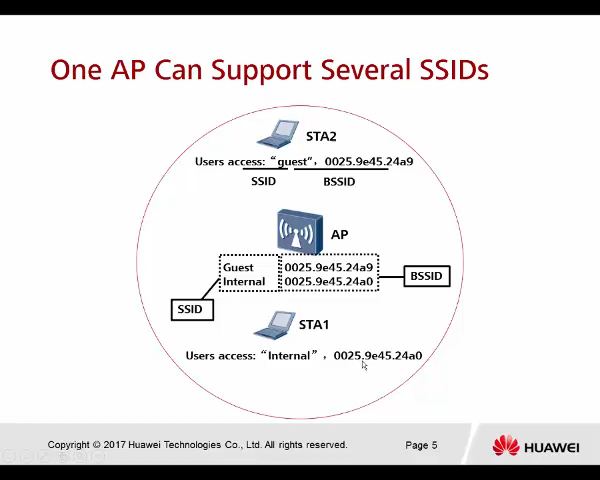 One AP Can Support Several SSIDs
STA2
Users access: “guest”, 0025.9e45.24a9
SSID BSSID
AP
Guest 0025.9e45.24a9
Internal 0025.9e45.24a0
BSSID
SSID
STA1
Users access: “Internal”, 0025.9e45.24a0
Copyright © 2017 Huawei Technologies Co., Ltd. All rights reserved. Page 5
HUAWEI